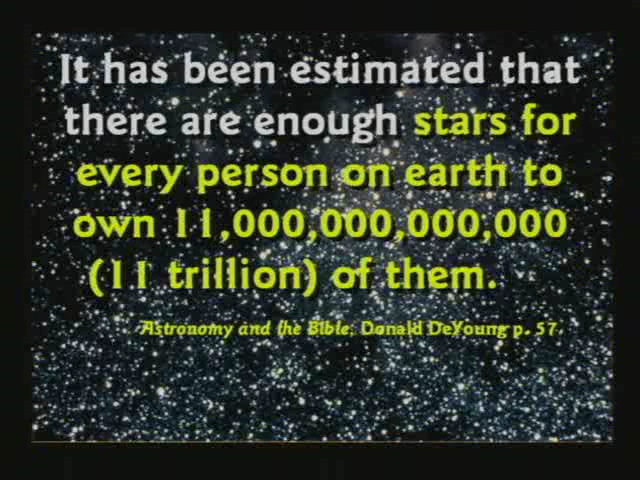 It has been estimated that
there are enough stars for
every person on earth to
own 11,000,000,000,000
(11 trillion) of them.
Astronomy and the Bible, Donald DeYoung p. 57.